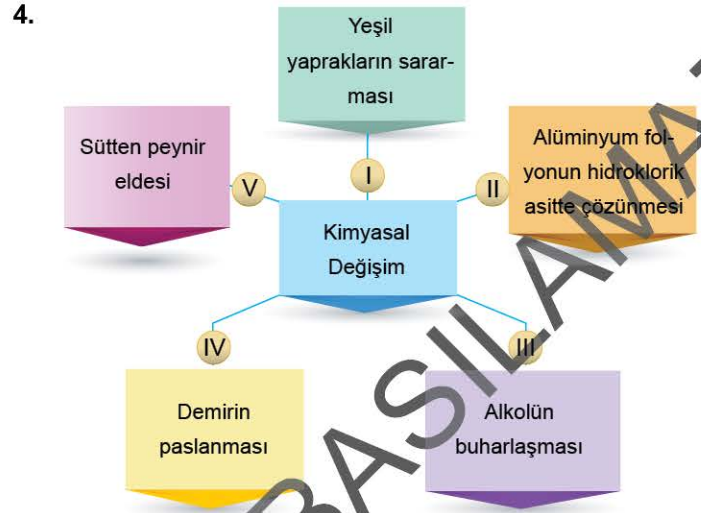 4.
Yeşil
yaprakların sarar-
ması
Sütten peynir
eldesi
Alüminyum fol-
yonun hidroklorik
asitte çözünmesi
V
I
II
Kimyasal
Değişim
IV
III
Demirin
paslanması
Alkolün
buharlaşması
BASILAMA